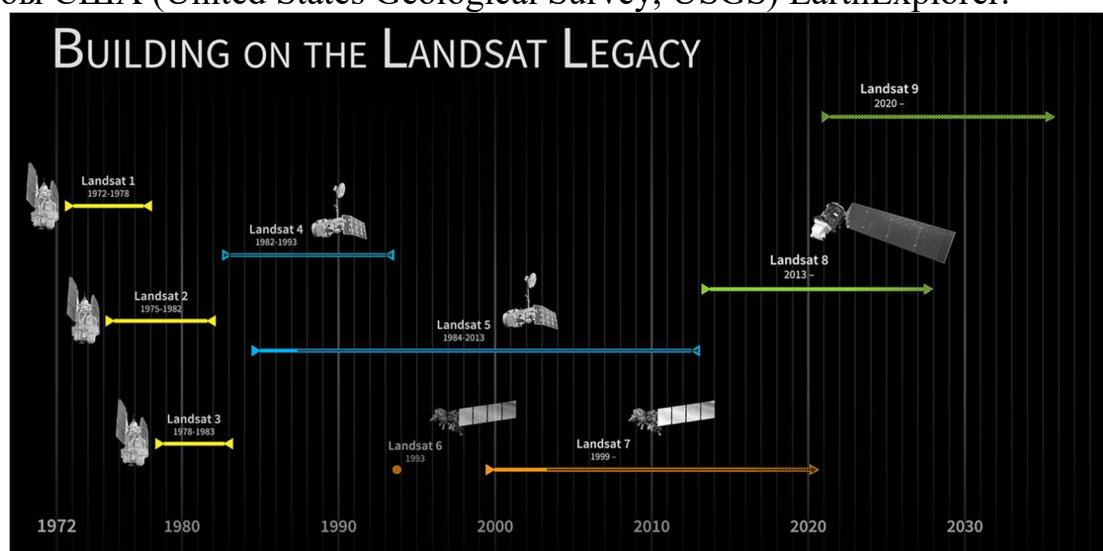 США (United States Geological Survey, USGS) EarthExplorer.
BUILDING ON THE LANDSAT LEGACY
Landsat 9
2020 –
Landsat 1
1972-1978
Landsat 4
1982-1993
Landsat 8
2013 –
Landsat 2
1975-1982
Landsat 5
1984-2013
Landsat 3
1978-1983
Landsat 6
1993
Landsat 7
1999 –
1972 1980 1990 2000 2010 2020 2030